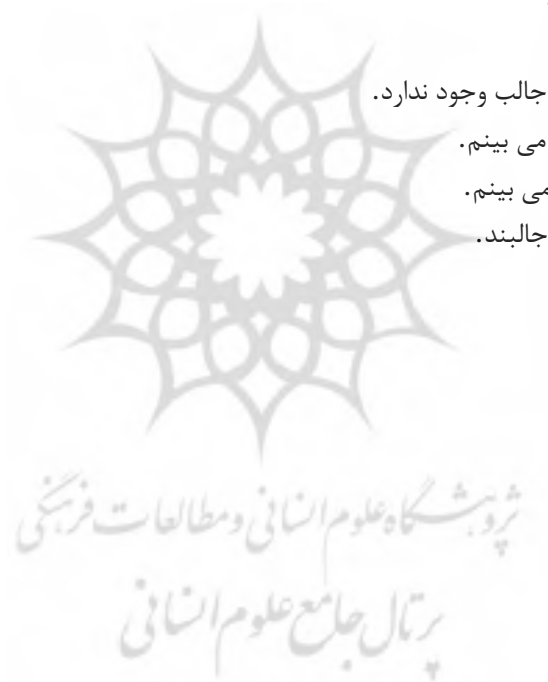 جالب وجود ندارد.
می بینم.
می بینم.
جالبند.
پژوهشگاه علوم انسانی و مطالعات فرهنگی
پرتال جامع علوم انسانی